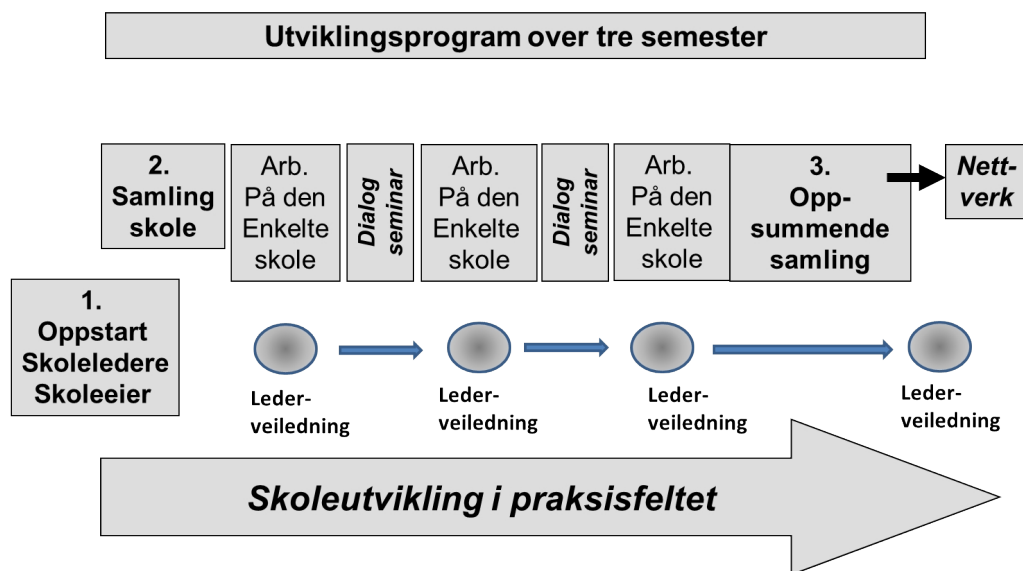 Utviklingsprogram over tre semester
2.
Samling
skole
Arb.
På den
Enkelte
skole
Dialog
seminar
Arb.
På den
Enkelte
skole
Dialog
seminar
Arb.
På den
Enkelte
skole
3.
Opp-
summende
samling
Nett-
verk
1.
Oppstart
Skoleledere
Skoleeier
Leder-
veiledning
Leder-
veiledning
Leder-
veiledning
Leder-
veiledning
Skoleutvikling i praksisfeltet